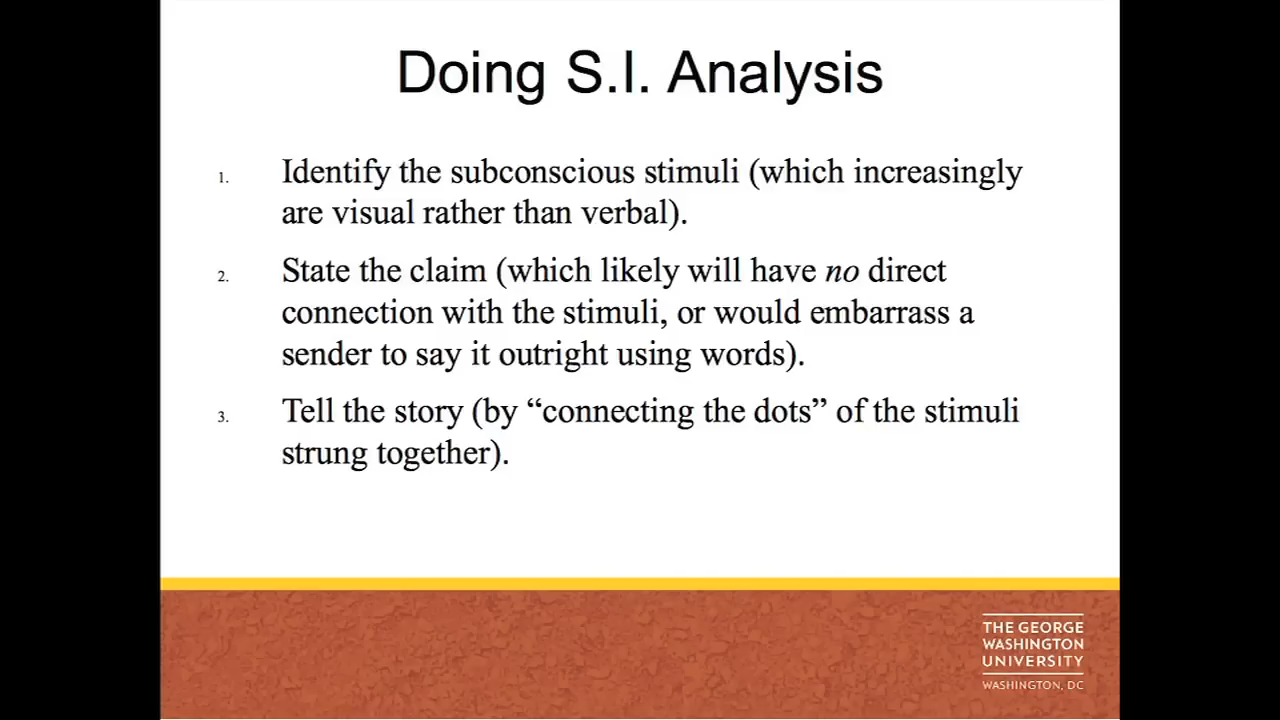 Doing S.I. Analysis
1. Identify the subconscious stimuli (which increasingly
are visual rather than verbal).
2. State the claim (which likely will have no direct
connection with the stimuli, or would embarrass a
sender to say it outright using words).
3. Tell the story (by “connecting the dots” of the stimuli
strung together).
THE GEORGE
WASHINGTON
UNIVERSITY
WASHINGTON, DC